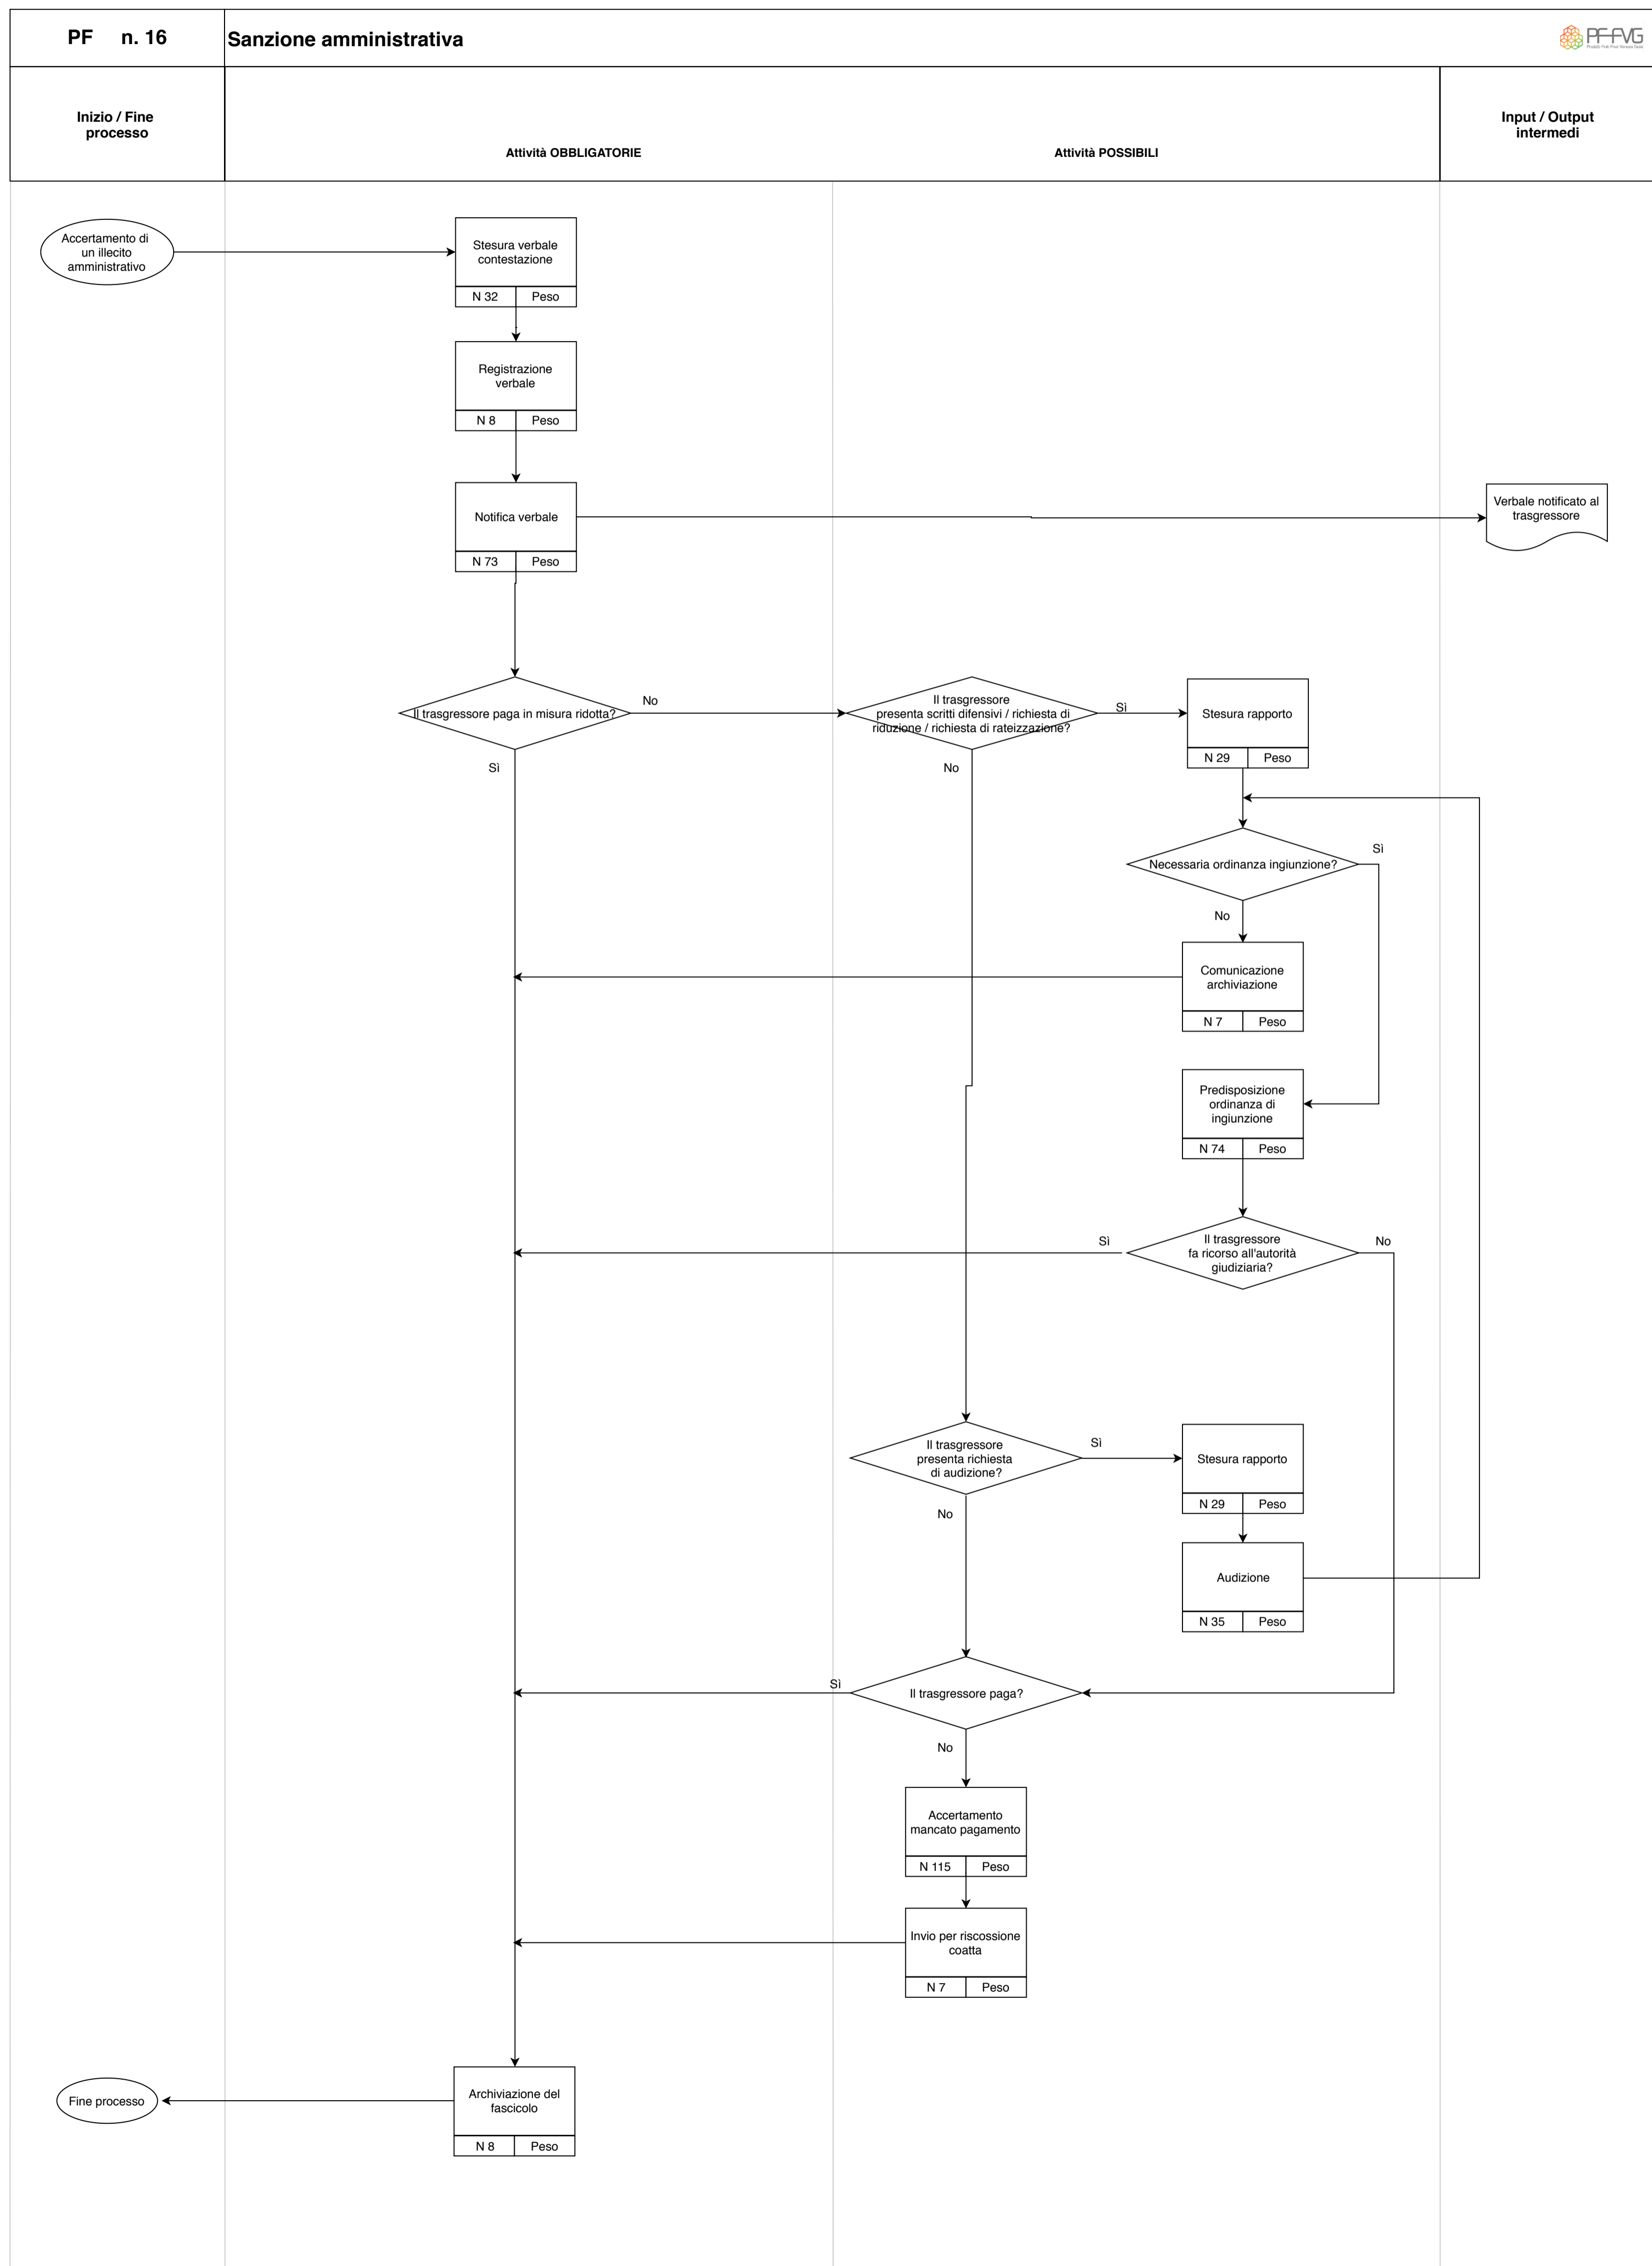 PF n. 16
Sanzione amministrativa
PF-FVG
Inizio / Fine
processo
Attività OBBLIGATORIE
Attività POSSIBILI
Input / Output
intermedi
Accertamento di
un illecito
amministrativo
Stesura verbale
contestazione
N 32
Peso
Registrazione
verbale
N 8
Peso
Notifica verbale
N 73
Peso
Verbale notificato al
trasgressore
Il trasgressore paga in misura ridotta?
No
Sì
Il trasgressore
presenta scritti difensivi / richiesta di
riduzione / richiesta di rateizzazione?
Sì
No
Stesura rapporto
N 29
Peso
Necessaria ordinanza ingiunzione?
Sì
No
Comunicazione
archiviazione
N 7
Peso
Predisposizione
ordinanza di
ingiunzione
N 74
Peso
Sì
Il trasgressore
fa ricorso all'autorità
giudiziaria?
No
Il trasgressore
presenta richiesta
di audizione?
Sì
No
Stesura rapporto
N 29
Peso
Audizione
N 35
Peso
Sì
Il trasgressore paga?
No
Accertamento
mancato pagamento
N 115
Peso
Invio per riscossione
coatta
N 7
Peso
Archiviazione del
fascicolo
N 8
Peso
Fine processo